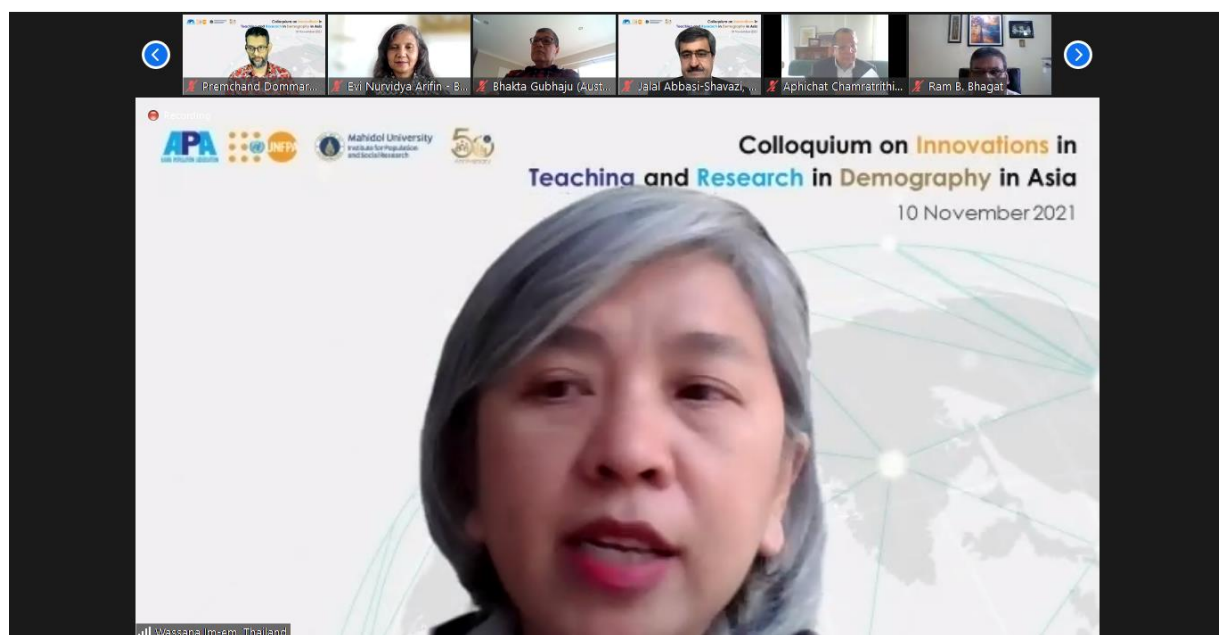 Premchand Dommar...
Evi Nurvidya Arifin - B...
Bhakta Gubhaju (Aust...
Jalal Abbasi-Shavazi, ...
Aphichat Chamratrithi...
Ram B. Bhagat
Recording
APA
UNFPA
Mahidol University
Institute for Population
and Social Research
Colloquium on Innovations in
Teaching and Research in Demography in Asia
10 November 2021
Wassana Im-em, Thailand